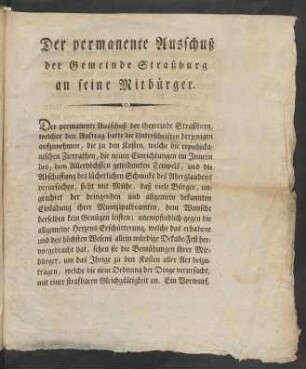 Der permanente Ausschuß
der Gemeinde Straßburg
an seine Mitbürger.
Der permanente Ausschuß der Gemeinde Straßburg,
welcher den Auftrag hatte die Unterschriften derjenigen
aufzunehmen, die zu den Kosten, welche die republika-
nischen Zierrathen, die neuen Einrichtungen im Innern
des, dem Allerhöchsten gewidmeten Tempels, und die
Abschaffung des lächerlichen Schmuks des Aberglaubens
verursachen, sieht mit Mühe, daß viele Bürger, un-
geachtet der dringenden und allgemein bekannten
Einladung ihrer Munizipalbeamten, dem Wunsche
derselben kein Genügen leisten; unempfindlich gegen die
allgemeine Herzens Erschütterung, welche das erhabene
und des höchsten Wesens allein würdige Dekade-Fest her-
vorgebracht hat, sehen sie die Bemühungen ihrer Mit-
bürger, um das Ihrige zu den Kosten aller Art beizu-
tragen, welche die neue Ordnung der Dinge verursacht,
mit einer strafbaren Gleichgültigkeit an. Ein Vorwurf,